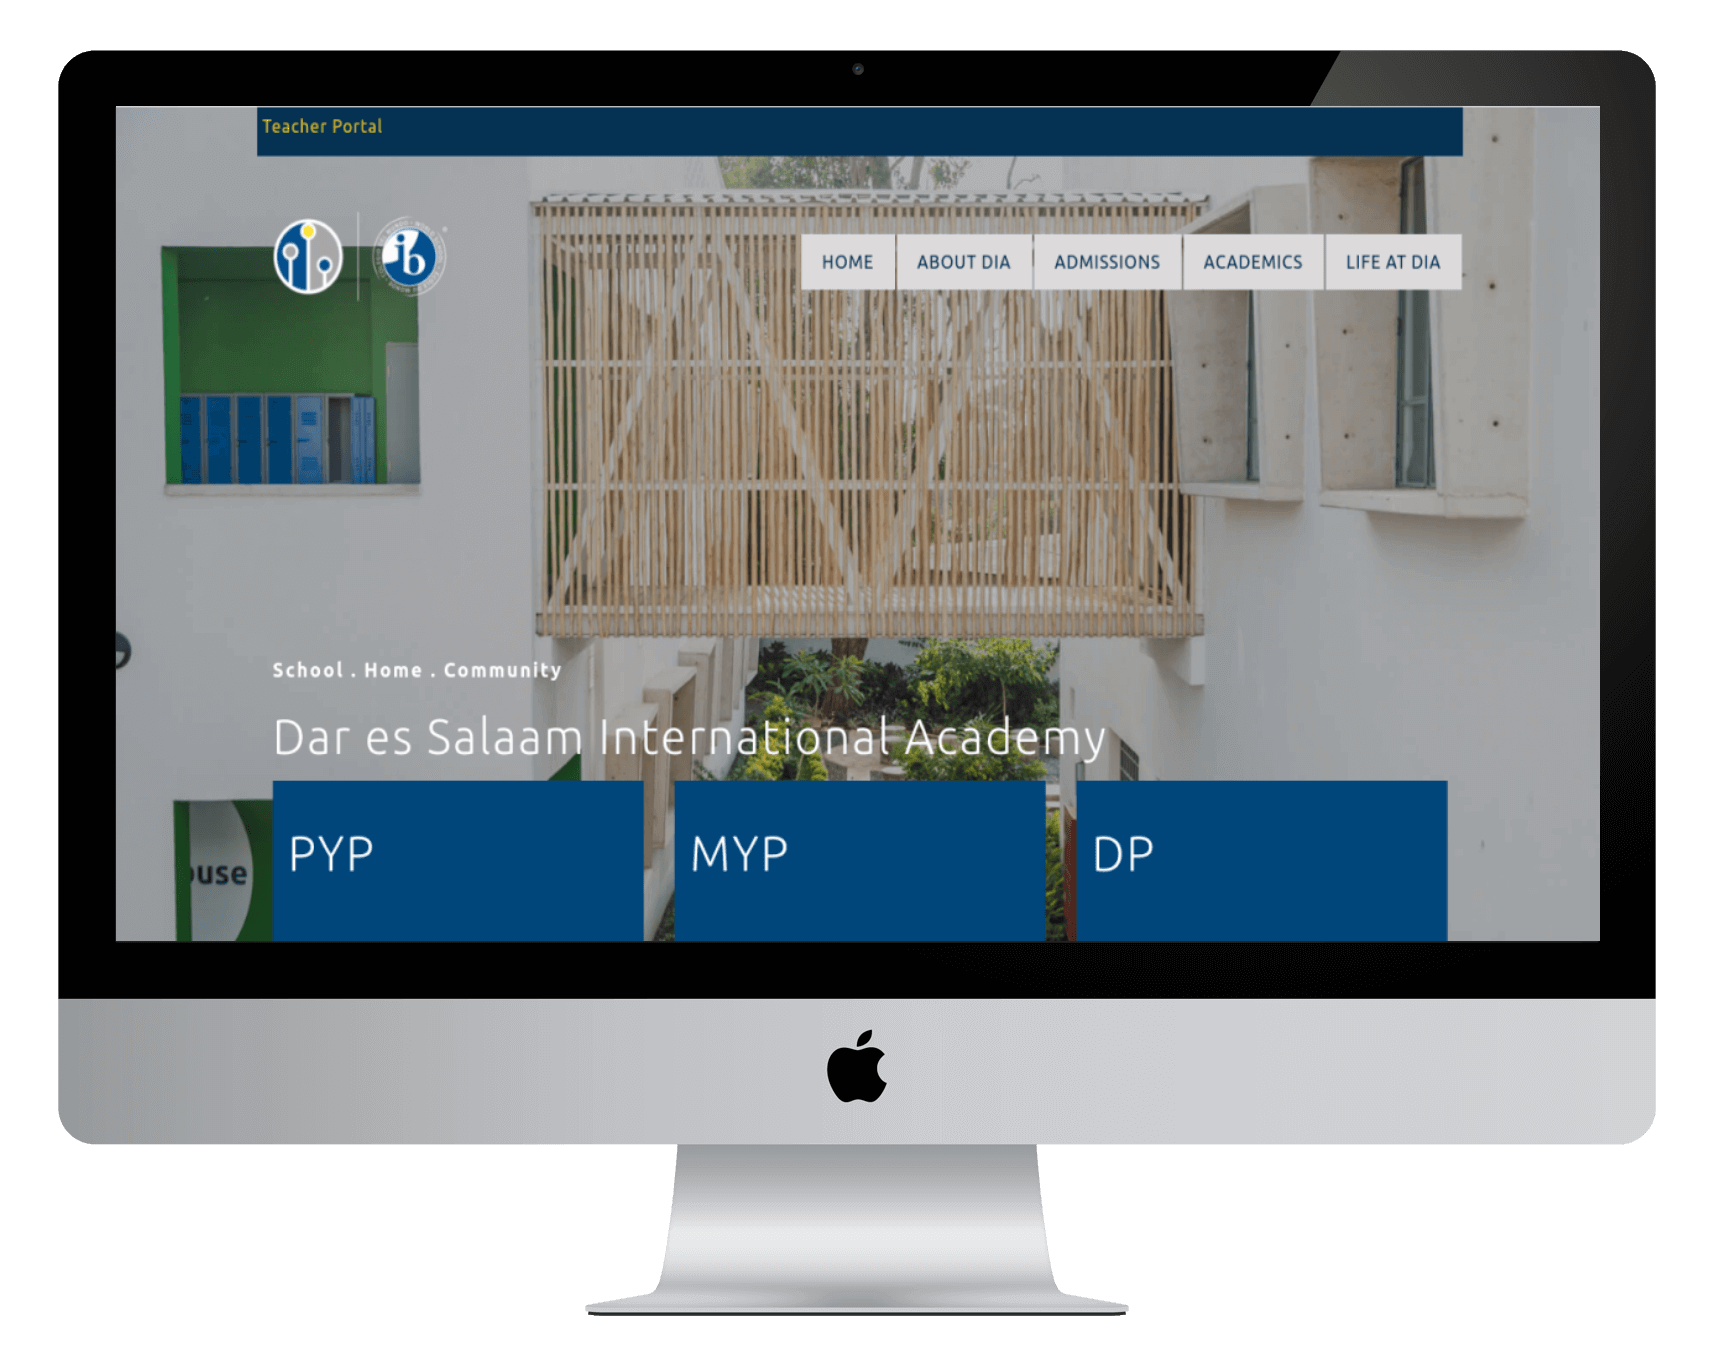 Teacher Portal
ib
HOME ABOUT DIA ADMISSIONS ACADEMICS LIFE AT DIA
School . Home . Community
Dar es Salaam International Academy
PYP MYP DP